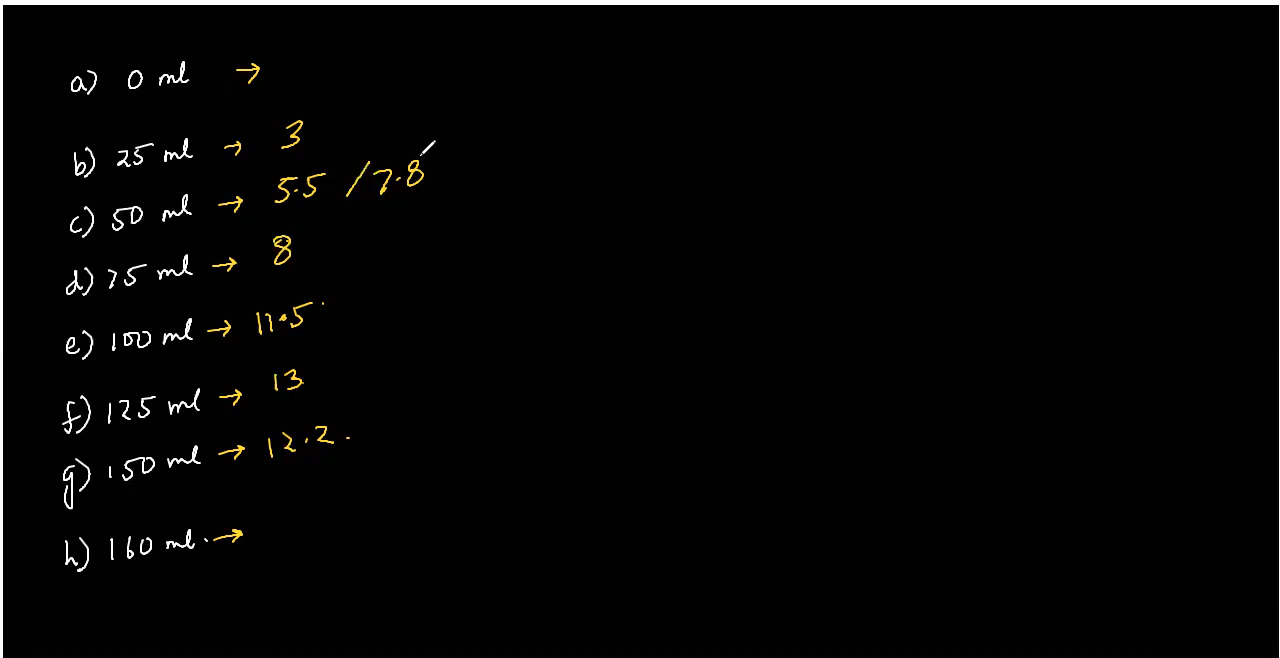 a) 0 ml →
b) 25 ml → 3
c) 50 ml → 5.5 / 7.8
d) 75 ml → 8
e) 100 ml → 11.5
f) 125 ml → 13
g) 150 ml → 12.2.
h) 160 ml. →